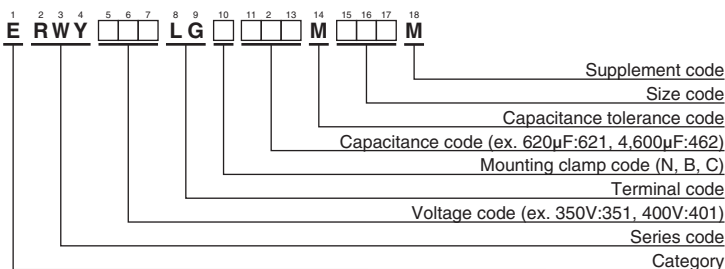 1 2 3 4 5 6 7 8 9 10 11 2 13 14 15 16 17 18
E RWY LG M M
Supplement code
Size code
Capacitance tolerance code
Capacitance code (ex. 620µF:621, 4,600µF:462)
Mounting clamp code (N, B, C)
Terminal code
Voltage code (ex. 350V:351, 400V:401)
Series code
Category